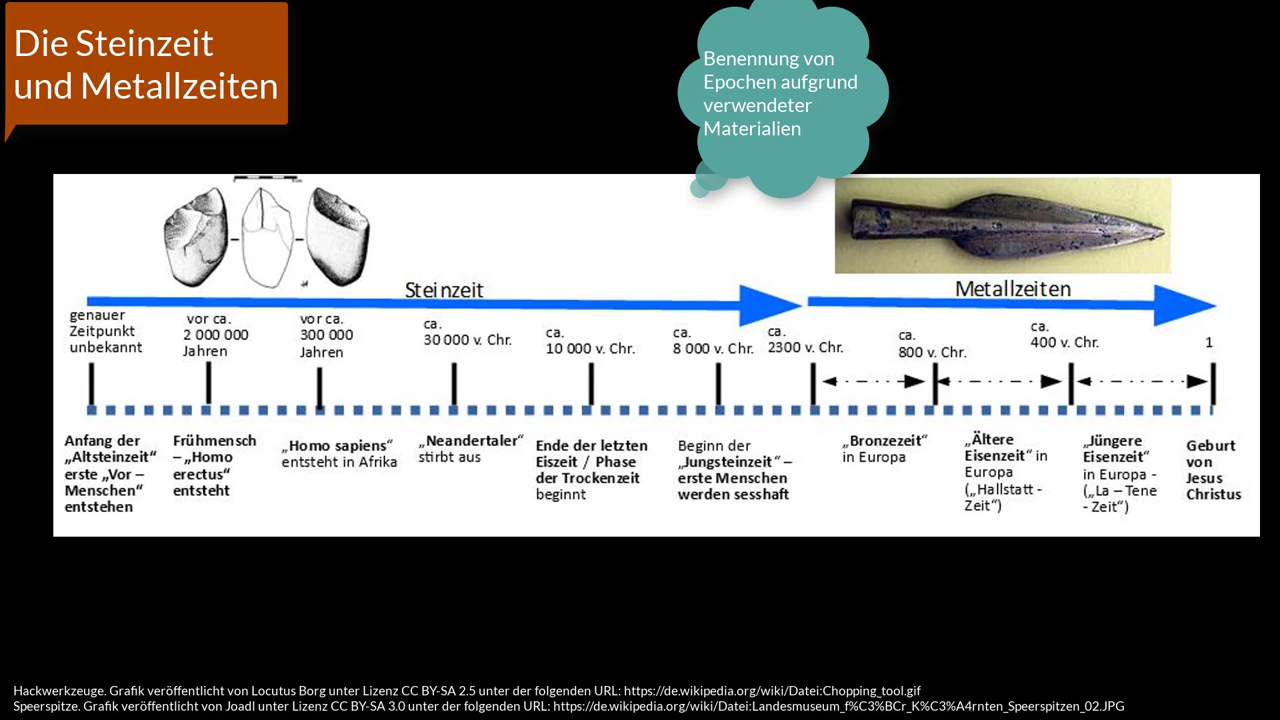 Die Steinzeit
und Metallzeiten
Benennung von
Epochen aufgrund
verwendeter
Materialien
Steinzeit
Metallzeiten
genauer
Zeitpunkt
unbekannt
vor ca.
2 000 000
Jahren
vor ca.
300 000
Jahren
ca.
30 000 v. Chr.
ca.
10 000 v. Chr.
ca.
8 000 v. Chr.
ca.
2300 v. Chr.
ca.
800 v. Chr.
ca.
400 v. Chr.
1
Anfang der
„Altsteinzeit“
erste „Vor –
Menschen“
entstehen
Frühmensch
– „Homo
erectus“
entsteht
„Homo sapiens“
entsteht in Afrika
„Neandertaler“
stirbt aus
Ende der letzten
Eiszeit / Phase
der Trockenzeit
beginnt
Beginn der
„Jungsteinzeit“ –
erste Menschen
werden sesshaft
„Bronzezeit“
in Europa
„Ältere
Eisenzeit“ in
Europa
(„Hallstatt -
Zeit“)
„Jüngere
Eisenzeit“
in Europa -
(„La – Tene
- Zeit“)
Geburt
von
Jesus
Christus
Hackwerkzeuge. Grafik veröffentlicht von Locutus Borg unter Lizenz CC BY-SA 2.5 unter der folgenden URL: https://de.wikipedia.org/wiki/Datei:Chopping_tool.gif
Speerspitze. Grafik veröffentlicht von Joadl unter Lizenz CC BY-SA 3.0 unter der folgenden URL: https://de.wikipedia.org/wiki/Datei:Landesmuseum_f%C3%BCr_K%C3%A4rnten_Speerspitzen_02.JPG